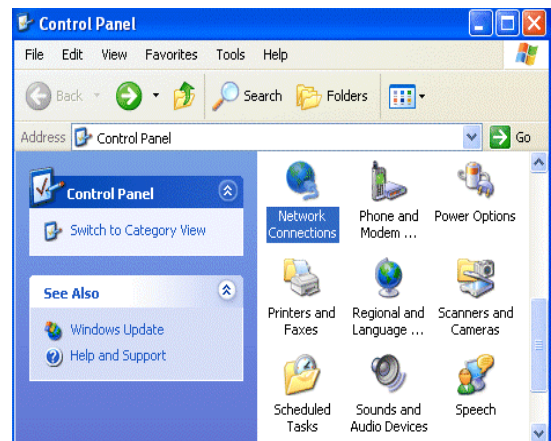 Control Panel
File Edit View Favorites Tools Help
Back Search Folders
Address Control Panel Go
Control Panel
Switch to Category View
See Also
Windows Update
Help and Support
Network Connections
Phone and Modem ...
Power Options
Printers and Faxes
Regional and Language ...
Scanners and Cameras
Scheduled Tasks
Sounds and Audio Devices
Speech